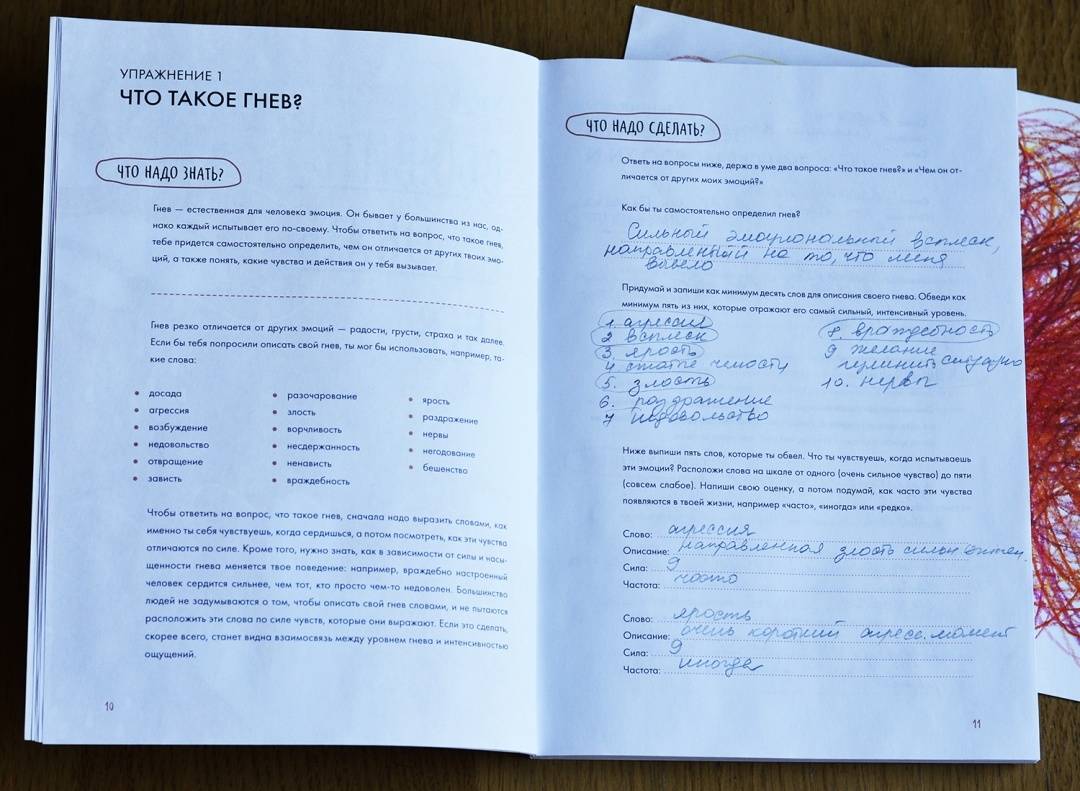 УПРАЖНЕНИЕ 1
ЧТО ТАКОЕ ГНЕВ?
ЧТО НАДО ЗНАТЬ?
Гнев — естественная для человека эмоция. Он бывает у большинства из нас, од-
нако каждый испытывает его по-своему. Чтобы ответить на вопрос, что такое гнев,
тебе придется самостоятельно определить, чем он отличается от других твоих эмо-
ций, а также понять, какие чувства и действия он у тебя вызывает.
Гнев резко отличается от других эмоций — радости, грусти, страха и так далее.
Если бы тебя попросили описать свой гнев, ты мог бы использовать, например, та-
кие слова:
досада
агрессия
возбуждение
недовольство
отвращение
зависть
разочарование
злость
ворчливость
несдержанность
ненависть
враждебность
ярость
раздражение
нервы
негодование
бешенство
Чтобы ответить на вопрос, что такое гнев, сначала надо выразить словами, как
именно ты себя чувствуешь, когда сердишься, а потом посмотреть, как эти чувства
отличаются по силе. Кроме того, нужно знать, как в зависимости от силы и насы-
щенности гнева меняется твое поведение: например, враждебно настроенный
человек сердится сильнее, чем тот, кто просто чем-то недоволен. Большинство
людей не задумываются о том, чтобы описать свой гнев словами, и не пытаются
расположить эти слова по силе чувств, которые они выражают. Если это сделать,
скорее всего, станет видна взаимосвязь между уровнем гнева и интенсивностью
ощущений.
10
ЧТО НАДО СДЕЛАТЬ?
Ответь на вопросы ниже, держа в уме два вопроса: «Что такое гнев?» и «Чем он от-
личается от других моих эмоций?»
Как бы ты самостоятельно определил гнев?
Сильный эмоциональный всплеск,
направленный на то, что меня
вывело
Придумай и запиши как минимум десять слов для описания своего гнева. Обведи как
минимум пять из них, которые отражают его самый сильный, интенсивный уровень.
1. агрессия
2 всплеск
3. ярость
4 сжатие челюсти
5. злость
6. раздражение
7 недовольство
8. враждебность
9 желание
10. нервы
Ниже выпиши пять слов, которые ты обвел. Что ты чувствуешь, когда испытываешь
эти эмоции? Расположи слова на шкале от одного (очень сильное чувство) до пяти
(совсем слабое). Напиши свою оценку, а потом подумай, как часто эти чувства
появляются в твоей жизни, например «часто», «иногда» или «редко».
Слово: агрессия
Описание: направленная злость сильн
Сила: 9
Частота: часто
Слово: ярость
Описание: очень короткий агресс. момент
Сила: 9
Частота: иногда
11